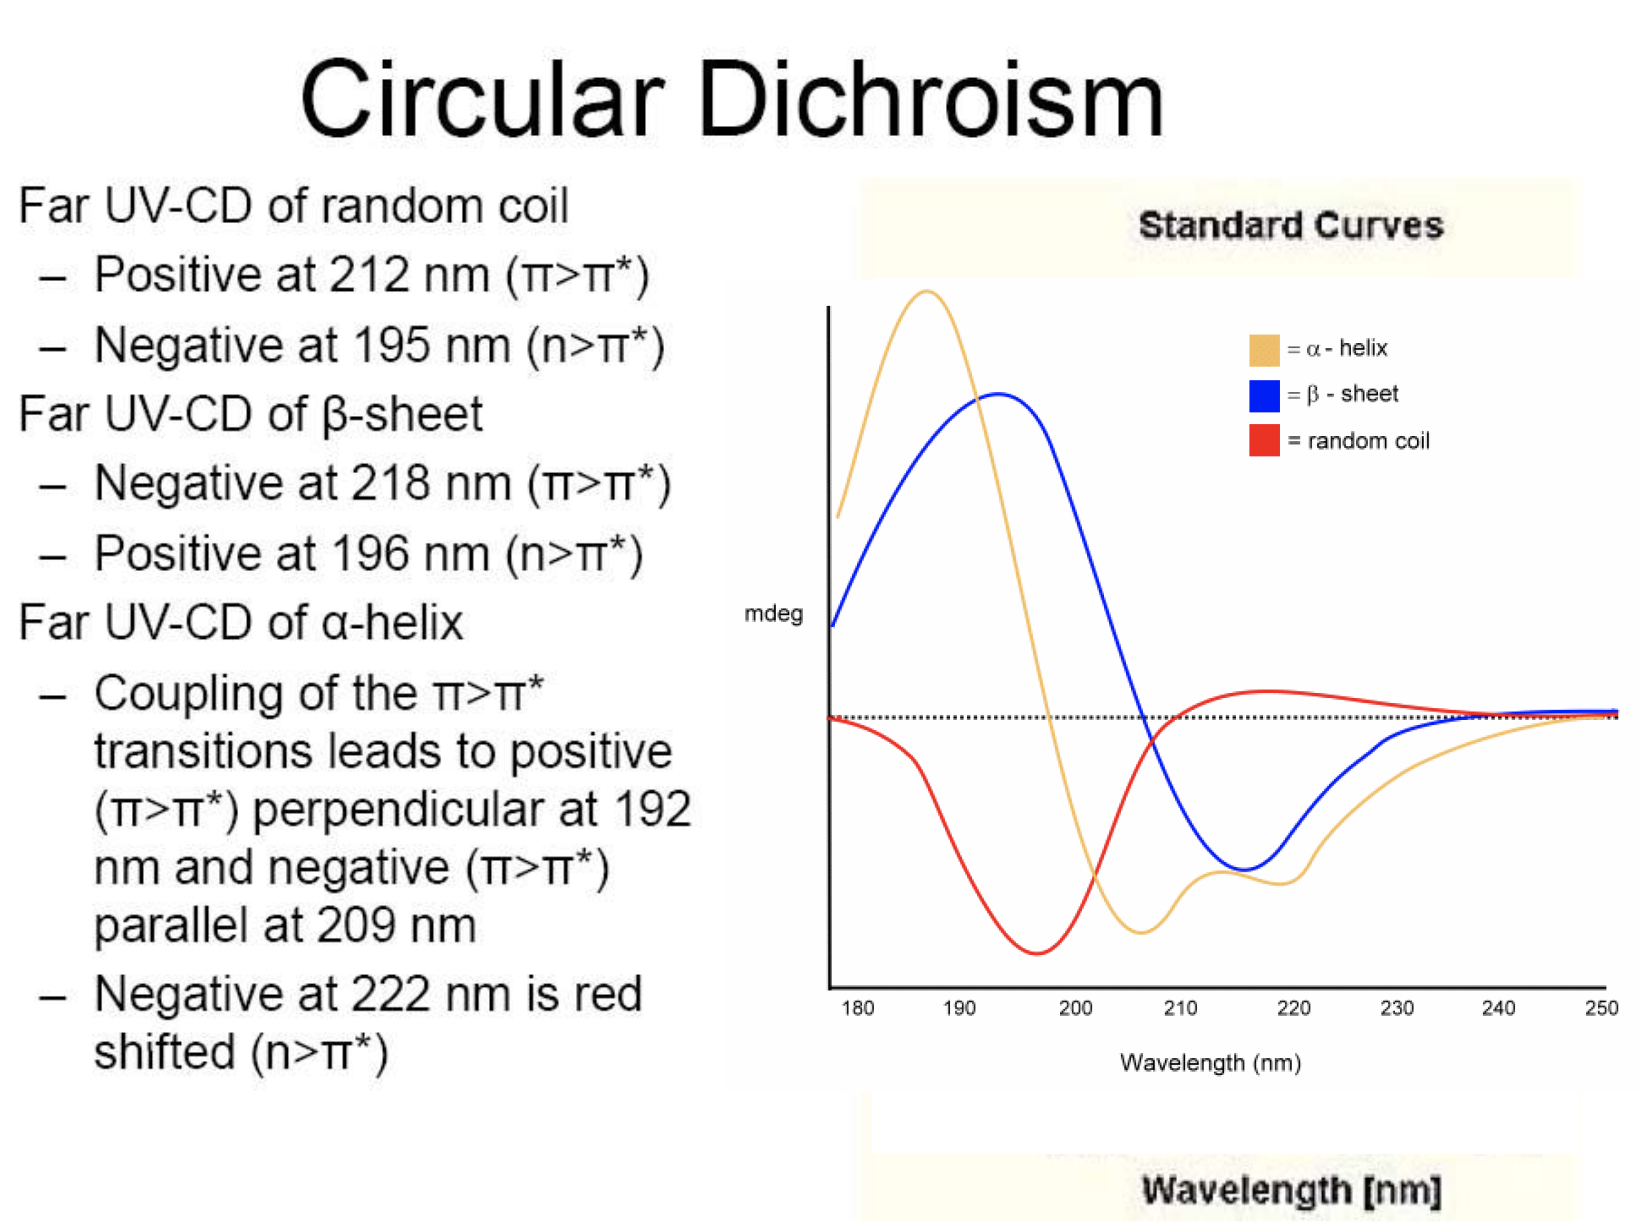 Circular Dichroism
Far UV-CD of random coil
– Positive at 212 nm (π>π*)
– Negative at 195 nm (n>π*)
Far UV-CD of β-sheet
– Negative at 218 nm (π>π*)
– Positive at 196 nm (n>π*)
Far UV-CD of α-helix
– Coupling of the π>π*
transitions leads to positive
(π>π*) perpendicular at 192
nm and negative (π>π*)
parallel at 209 nm
– Negative at 222 nm is red
shifted (n>π*)
Standard Curves
= α - helix
= β - sheet
= random coil
mdeg
180 190 200 210 220 230 240 250
Wavelength (nm)
Wavelength [nm]